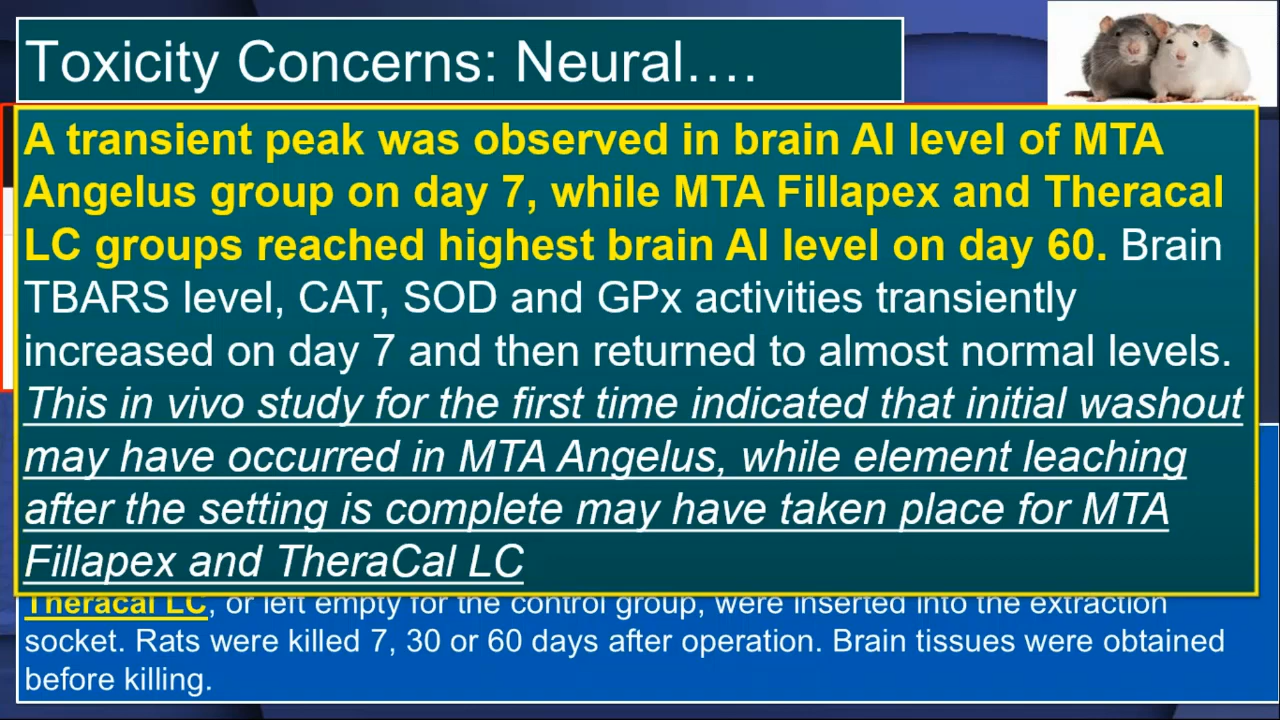 Toxicity Concerns: Neural….
A transient peak was observed in brain Al level of MTA
Angelus group on day 7, while MTA Fillapex and Theracal
LC groups reached highest brain Al level on day 60. Brain
TBARS level, CAT, SOD and GPx activities transiently
increased on day 7 and then returned to almost normal levels.
This in vivo study for the first time indicated that initial washout
may have occurred in MTA Angelus, while element leaching
after the setting is complete may have taken place for MTA
Fillapex and TheraCal LC
Theracal LC, or left empty for the control group, were inserted into the extraction
socket. Rats were killed 7, 30 or 60 days after operation. Brain tissues were obtained
before killing.